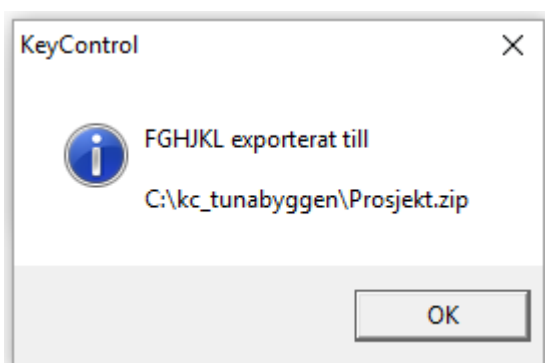 KeyControl
FGHJKL exporterat till
C:\kc_tunabyggen\Prosjekt.zip
OK